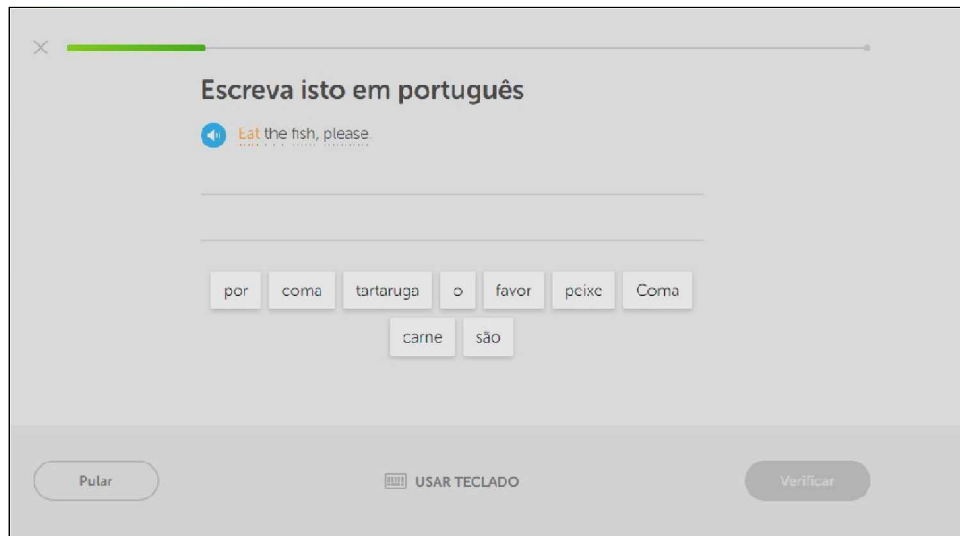 Escreva isto em português
Eat the fish, please.
por coma tartaruga o favor peixe Coma
carne são
Pular USAR TECLADO Verificar